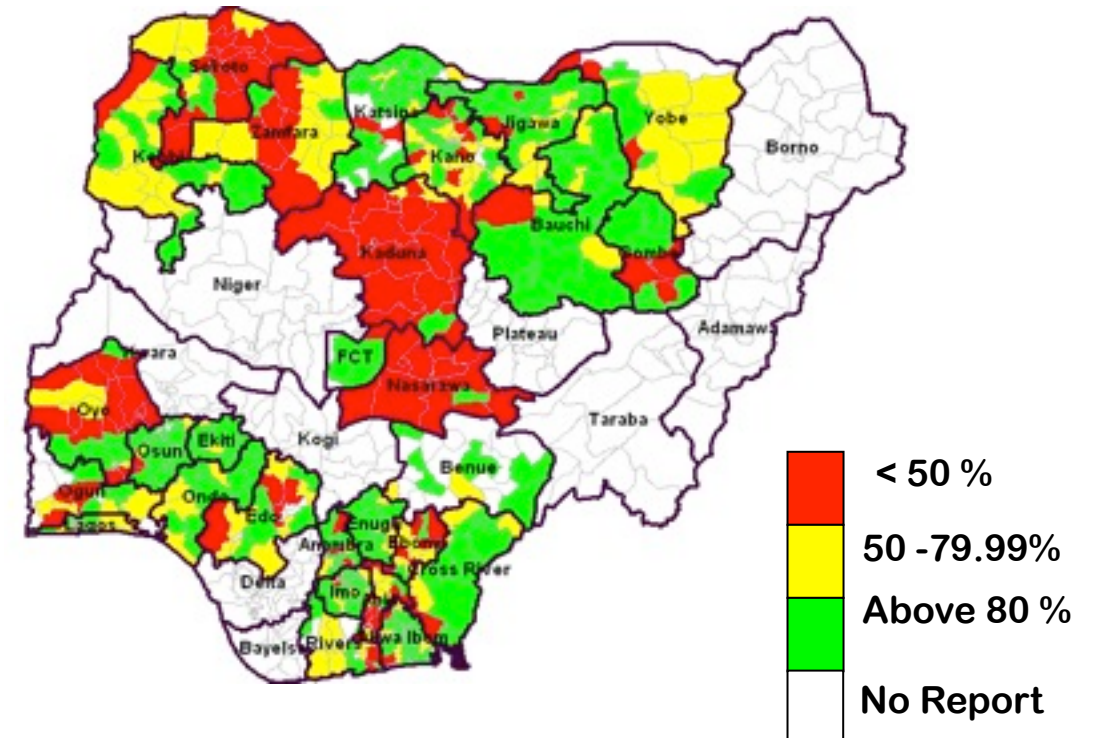 Sokoto
Katsina
Jigawa
Yobe
Zamfara
Borno
Kebbi
Kano
Bauchi
Gombe
Kaduna
Niger
Plateau
Adamawa
Kwara
FCT
Nasarawa
Oyo
Taraba
Kogi
Ekiti
Osun
Benue
Ogun
Ondo
Edo
Lagos
Enugu
Anambra
Ebonyi
Cross River
Delta
Imo
Akwa Ibom
Rivers
Bayels
< 50 %
50 -79.99%
Above 80 %
No Report